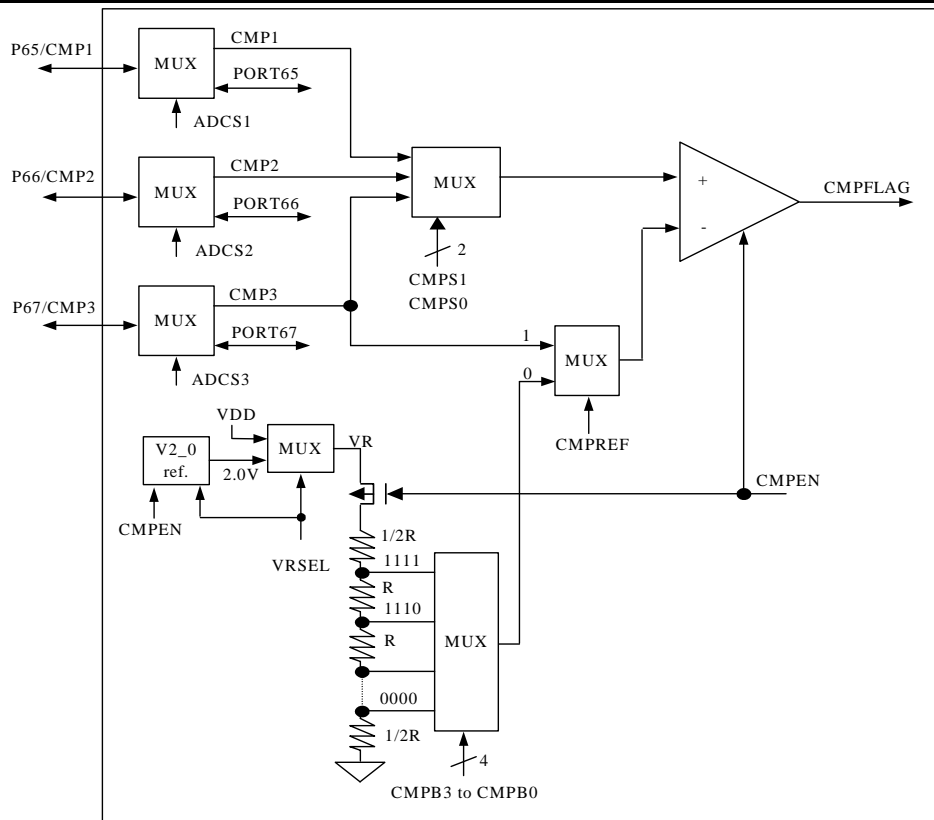 P65/CMP1
MUX
CMP1
PORT65
ADCS1
P66/CMP2
MUX
CMP2
PORT66
ADCS2
P67/CMP3
MUX
CMP3
PORT67
ADCS3
MUX
2
CMPS1
CMPS0
+
-
CMPFLAG
1
0
MUX
CMPREF
VDD
V2_0
ref.
2.0V
MUX
VR
CMPEN
VRSEL
CMPEN
1/2R
1111
R
1110
R
0000
1/2R
MUX
4
CMPB3 to CMPB0